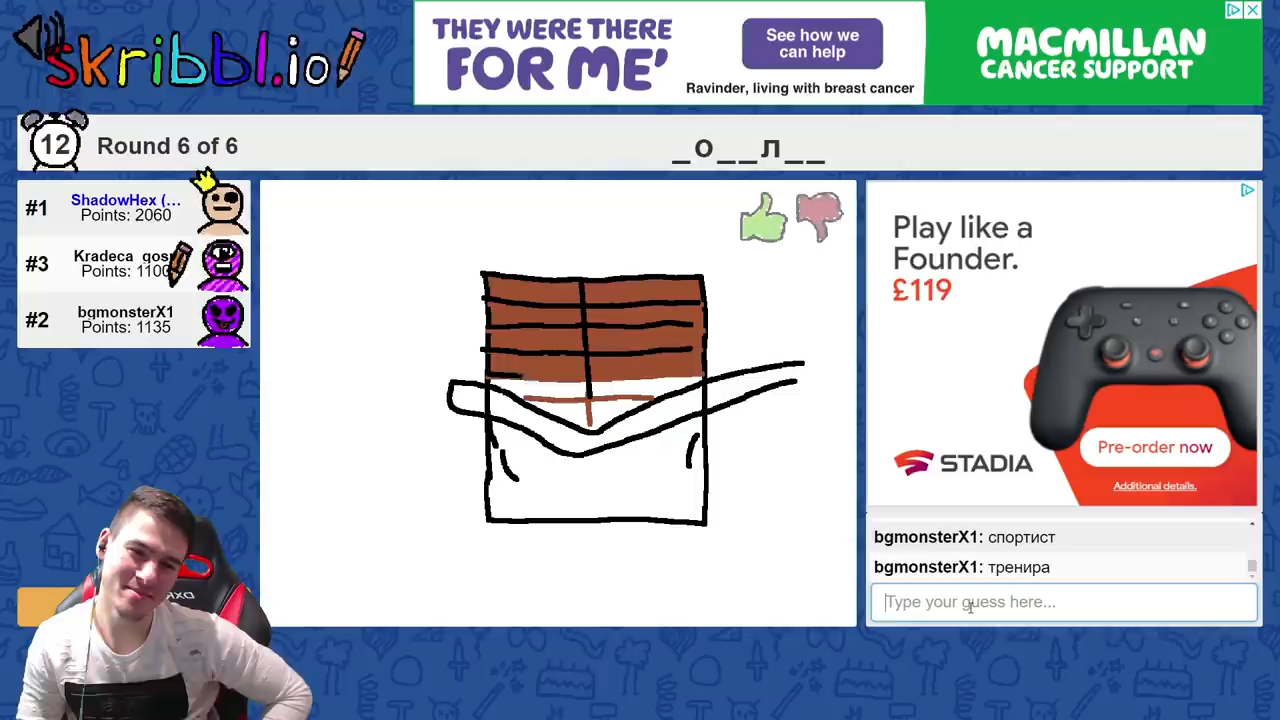 skribbl.io
THEY WERE THERE
FOR ME'
See how we
can help
Ravinder, living with breast cancer
MACMILLAN
CANCER SUPPORT
12
Round 6 of 6
_о__л__
#1
ShadowHex (...
Points: 2060
#3
Points: 1100
#2
bgmonsterX1
Points: 1135
Play like a
Founder.
£119
Pre-order now
STADIA
Additional details.
bgmonsterX1: спортист
bgmonsterX1: тренира
Type your guess here...